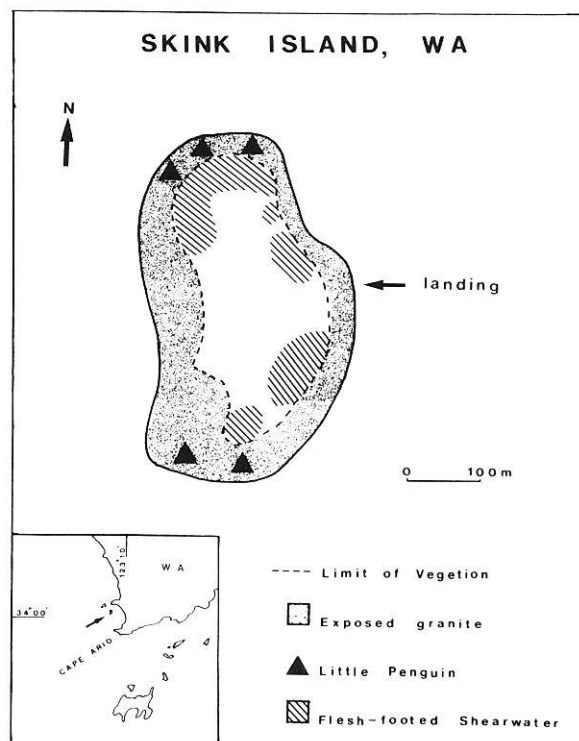 SKINK ISLAND, WA
N
landing
0 100m
123°10'
WA
34°00'
CAPE ARID
---- Limit of Vegetion
Exposed granite
Little Penguin
Flesh-footed Shearwater